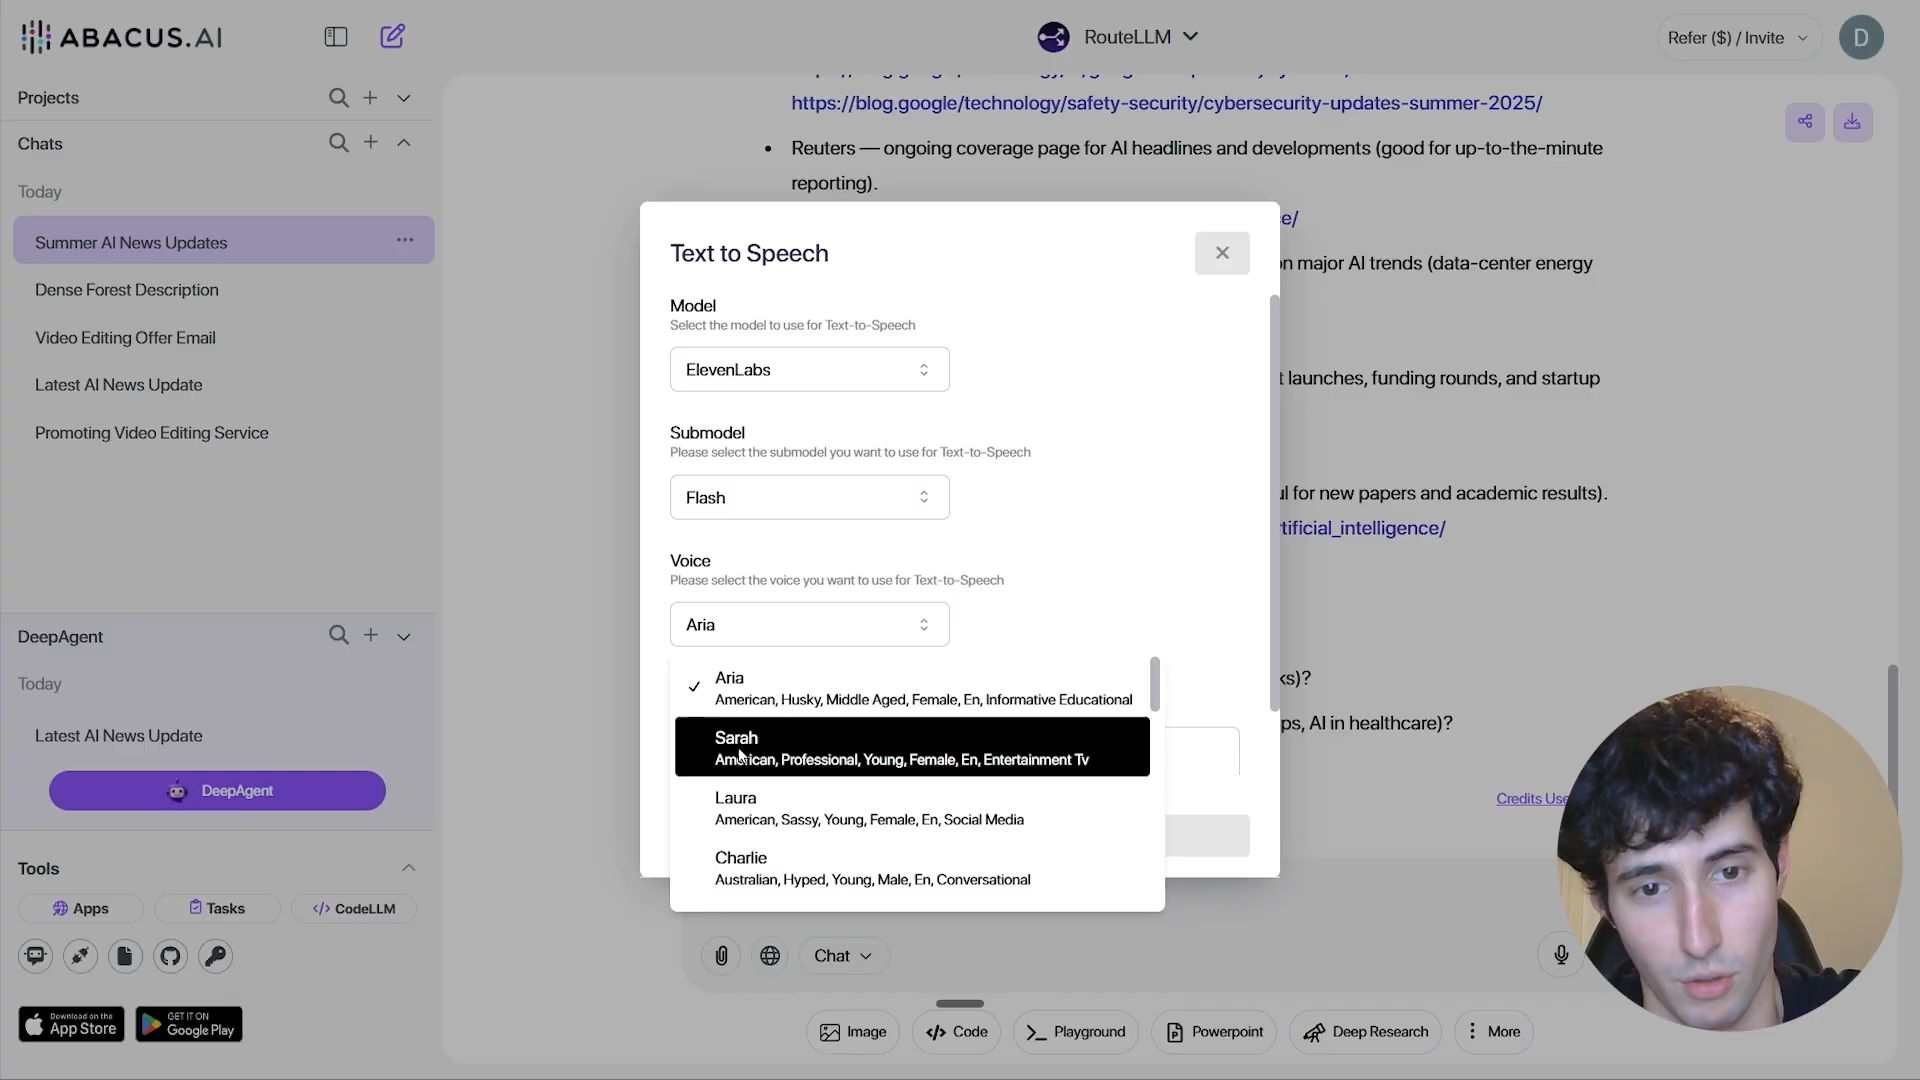 ABACUS.AI
RouteLLM
Refer ($) / Invite
D
Projects
Chats
Today
Summer AI News Updates
Dense Forest Description
Video Editing Offer Email
Latest AI News Update
Promoting Video Editing Service
DeepAgent
Today
Latest AI News Update
DeepAgent
Tools
Apps
Tasks
</> CodeLLM
Download on the
App Store
GET IT ON
Google Play
https://blog.google/technology/safety-security/cybersecurity-updates-summer-2025/
• Reuters — ongoing coverage page for AI headlines and developments (good for up-to-the-minute
reporting).
e/
on major AI trends (data-center energy
t launches, funding rounds, and startup
ul for new papers and academic results).
tificial_intelligence/
ks)?
ps, AI in healthcare)?
Credits Use
Text to Speech
Model
Select the model to use for Text-to-Speech
ElevenLabs
Submodel
Please select the submodel you want to use for Text-to-Speech
Flash
Voice
Please select the voice you want to use for Text-to-Speech
Aria
Aria
American, Husky, Middle Aged, Female, En, Informative Educational
Sarah
American, Professional, Young, Female, En, Entertainment Tv
Laura
American, Sassy, Young, Female, En, Social Media
Charlie
Australian, Hyped, Young, Male, En, Conversational
Chat
Image
Code
Playground
Powerpoint
Deep Research
More